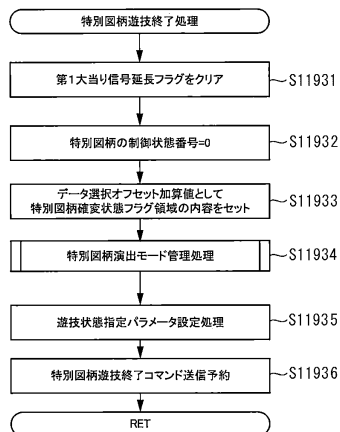 特別図柄遊技終了処理
第1大当り信号延長フラグをクリア
S11931
特別図柄の制御状態番号=0
S11932
データ選択オフセット加算値として
特別図柄確変状態フラグ領域の内容をセット
S11933
特別図柄演出モード管理処理
S11934
遊技状態指定パラメータ設定処理
S11935
特別図柄遊技終了コマンド送信予約
S11936
RET